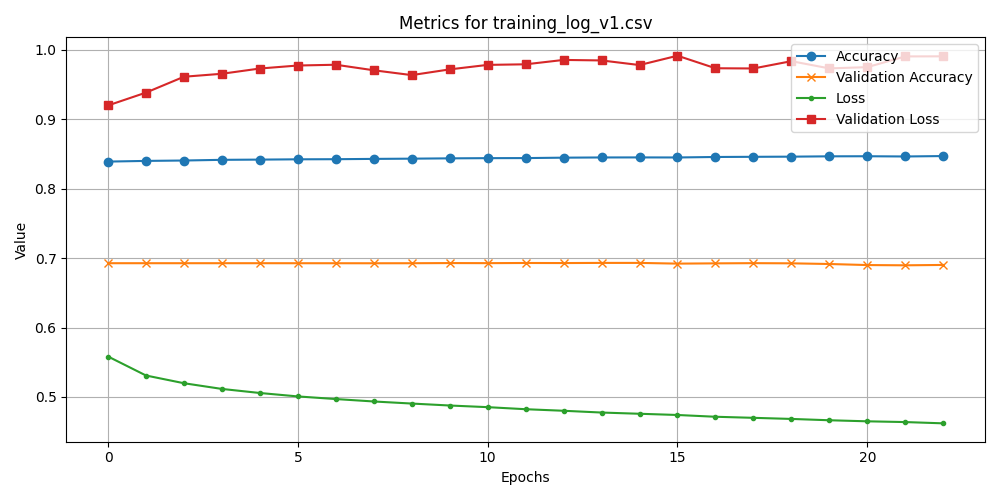 Metrics for training_log_v1.csv
1.0
0.9
0.8
0.7
0.6
0.5
Value
Accuracy
Validation Accuracy
Loss
Validation Loss
0 5 10 15 20
Epochs